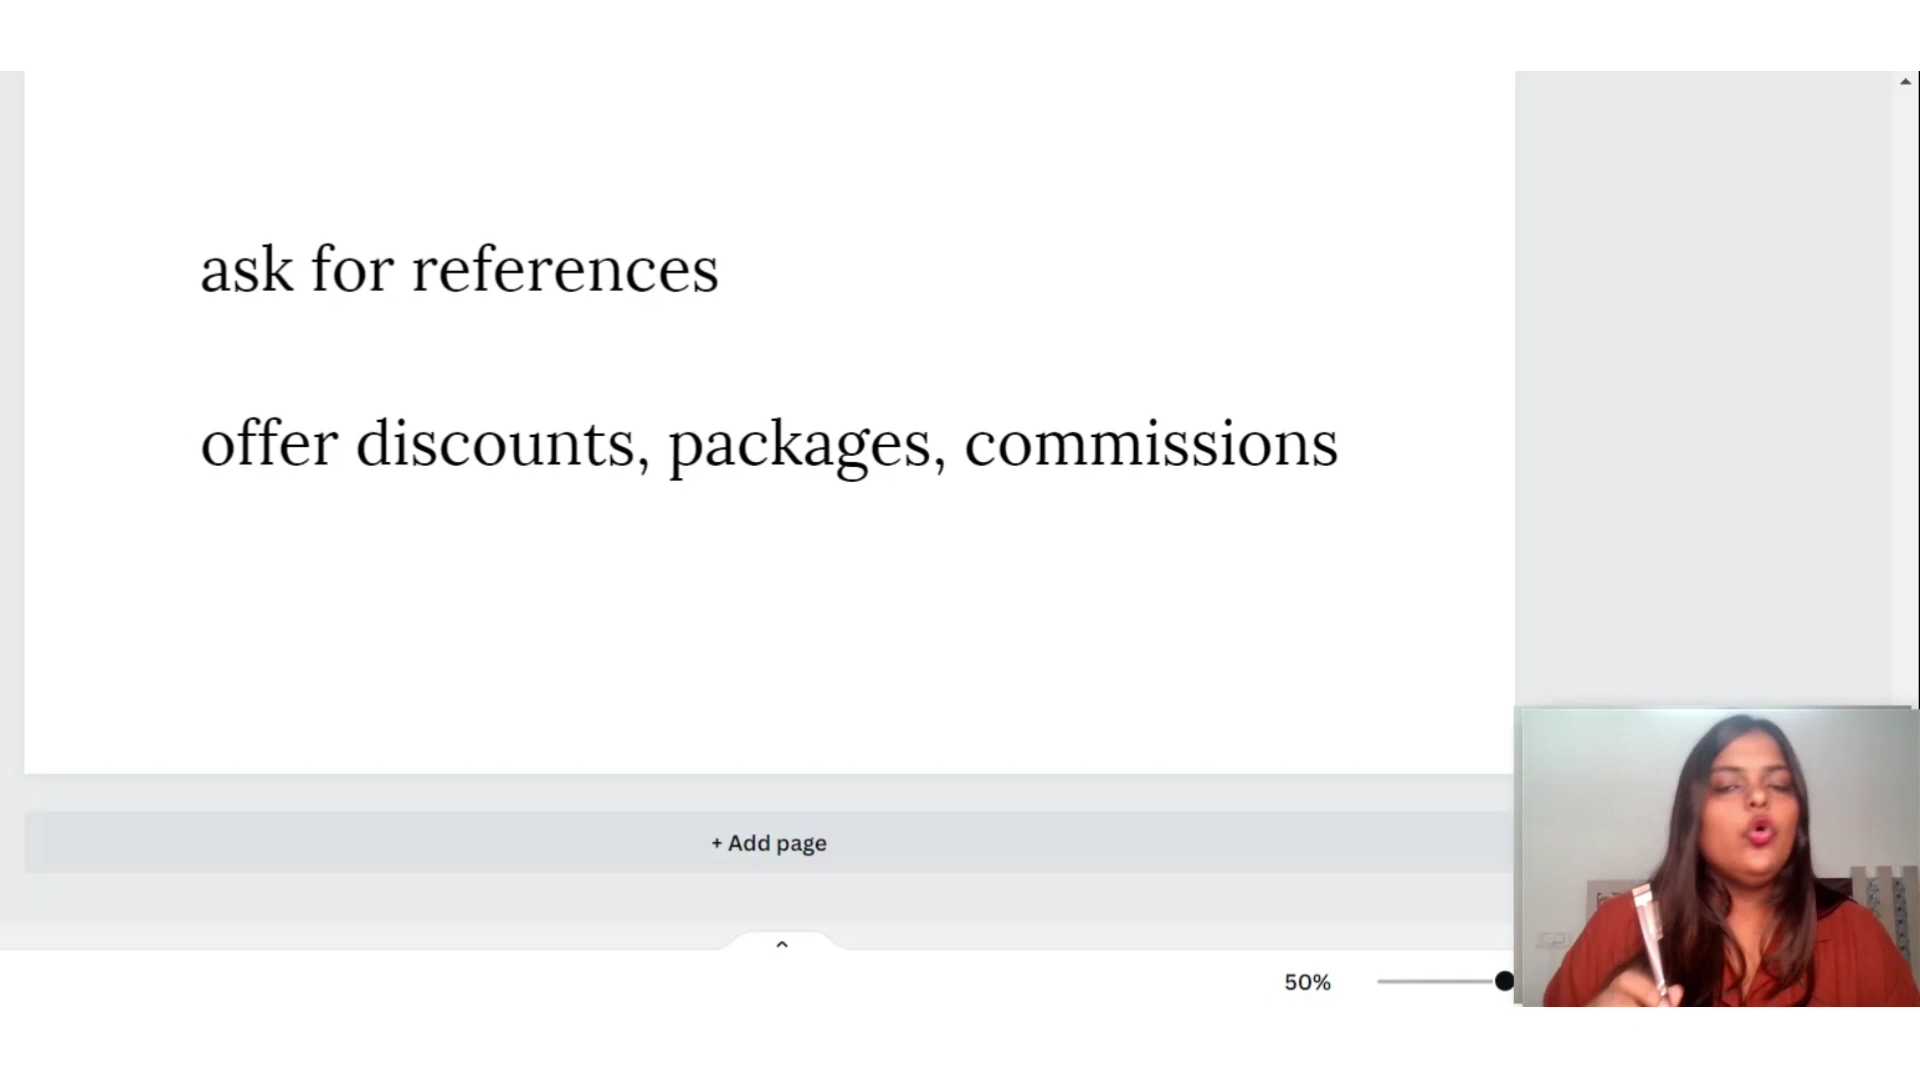 ask for references
offer discounts, packages, commissions
+ Add page
50%